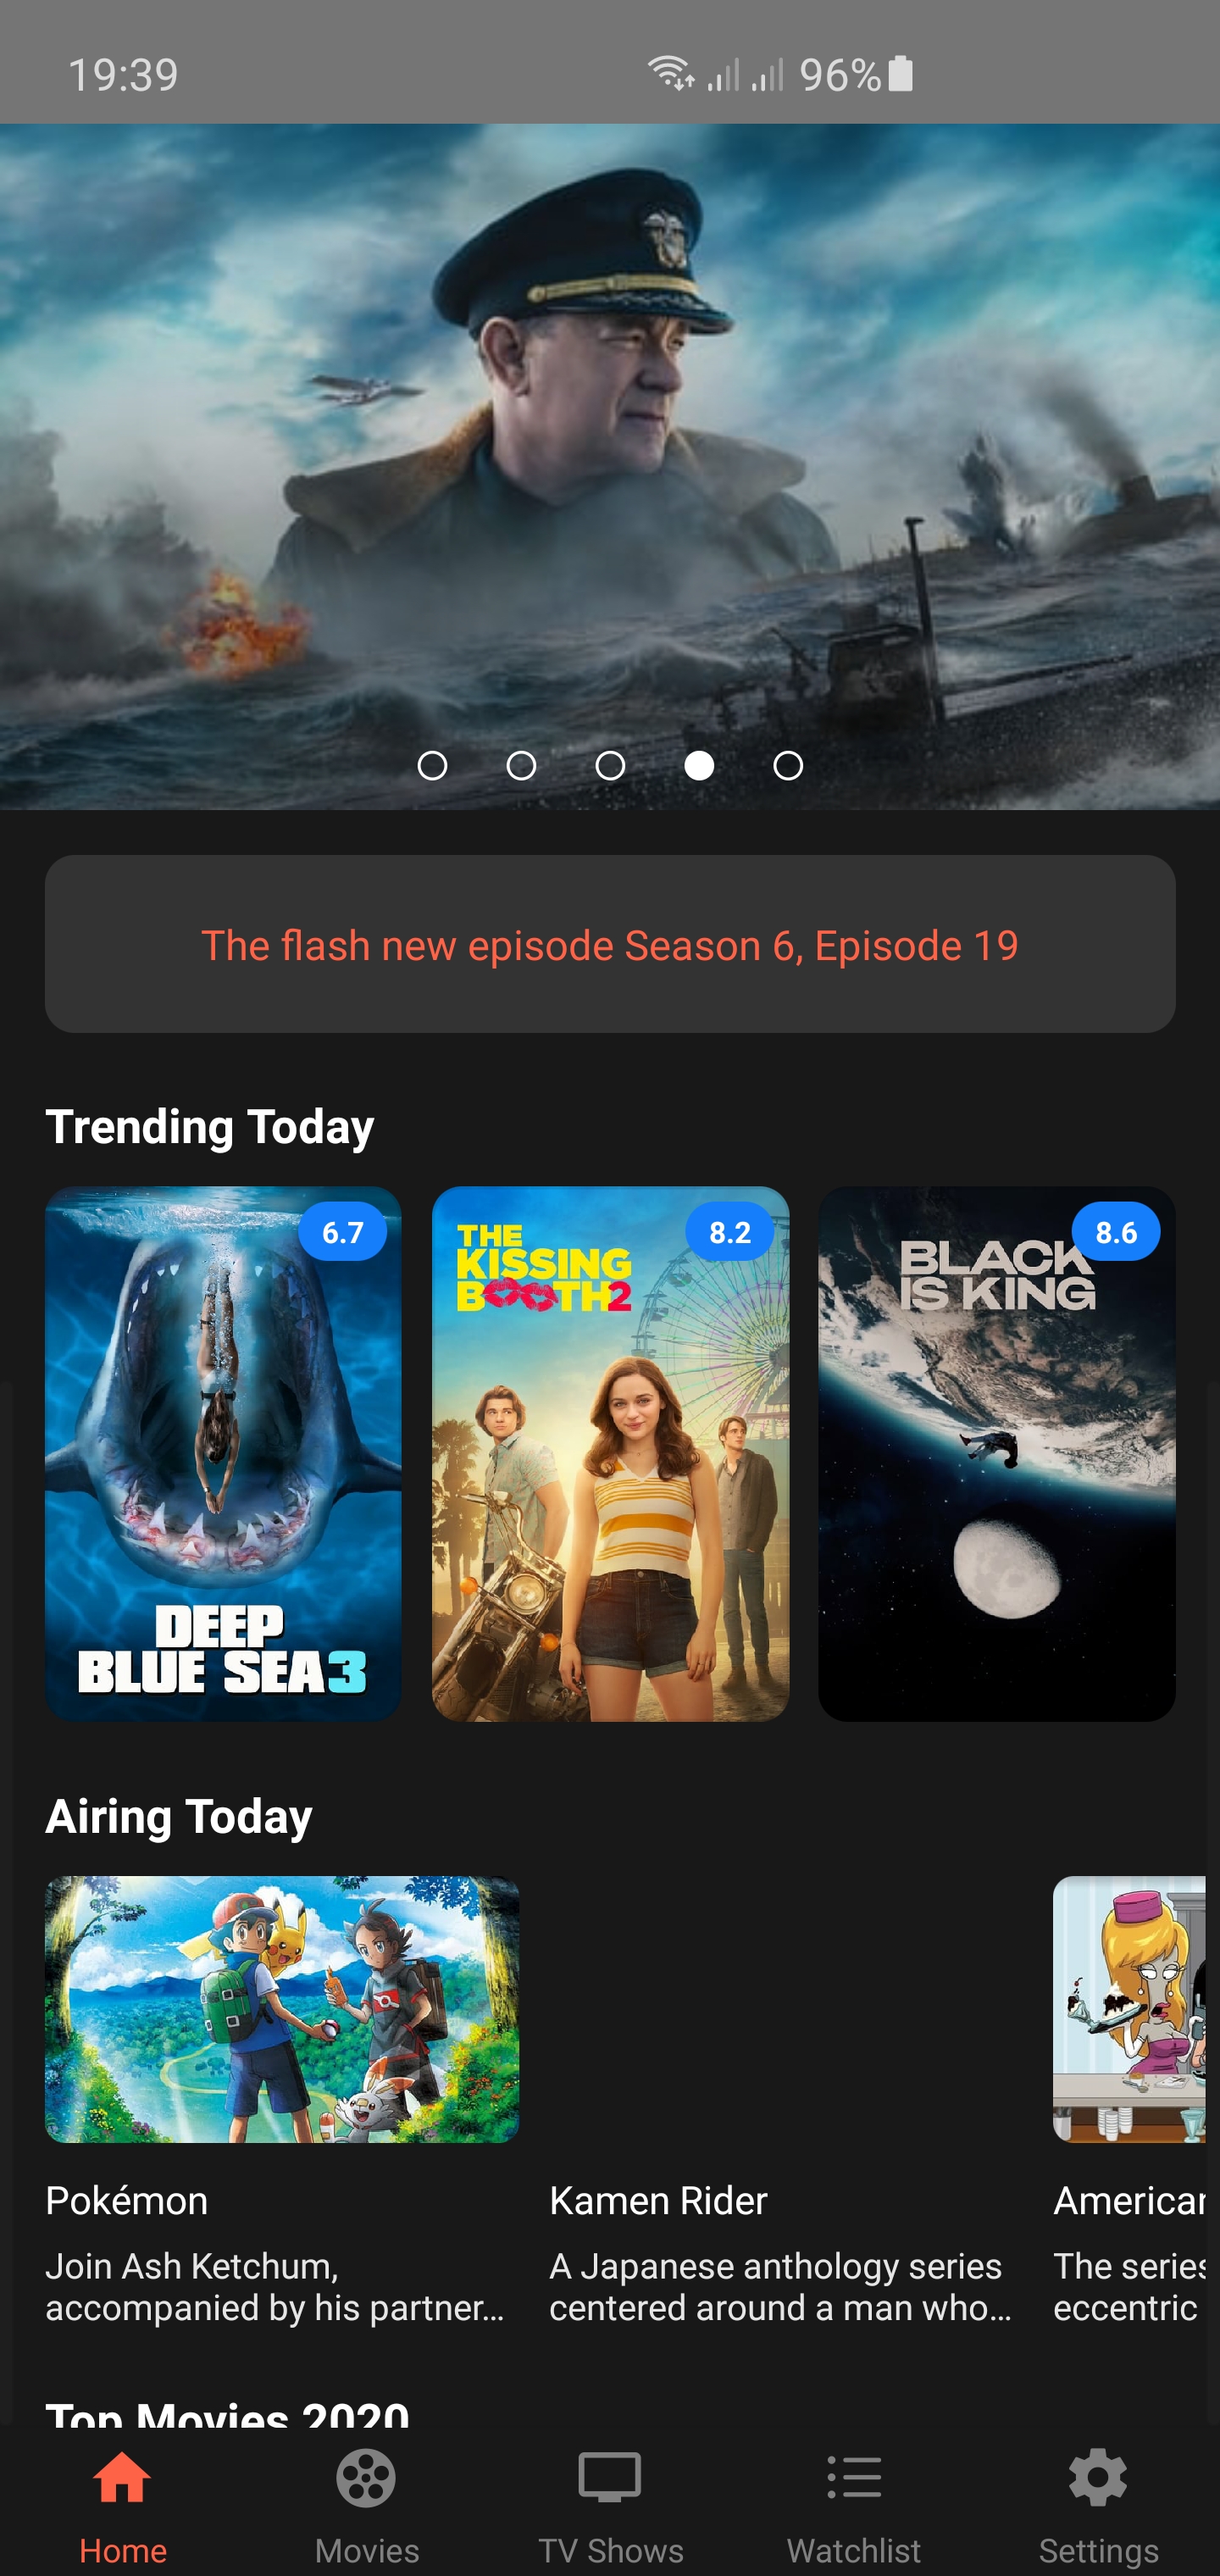 19:39
96%
The flash new episode Season 6, Episode 19
Trending Today
6.7
DEEP
BLUE SEA 3
8.2
THE
KISSING
BOOTH2
8.6
BLACK
IS KING
Airing Today
Pokémon
Join Ash Ketchum,
accompanied by his partner...
Kamen Rider
A Japanese anthology series
centered around a man who...
American
The series
eccentric
Top Movies 2020
Home
Movies
TV Shows
Watchlist
Settings